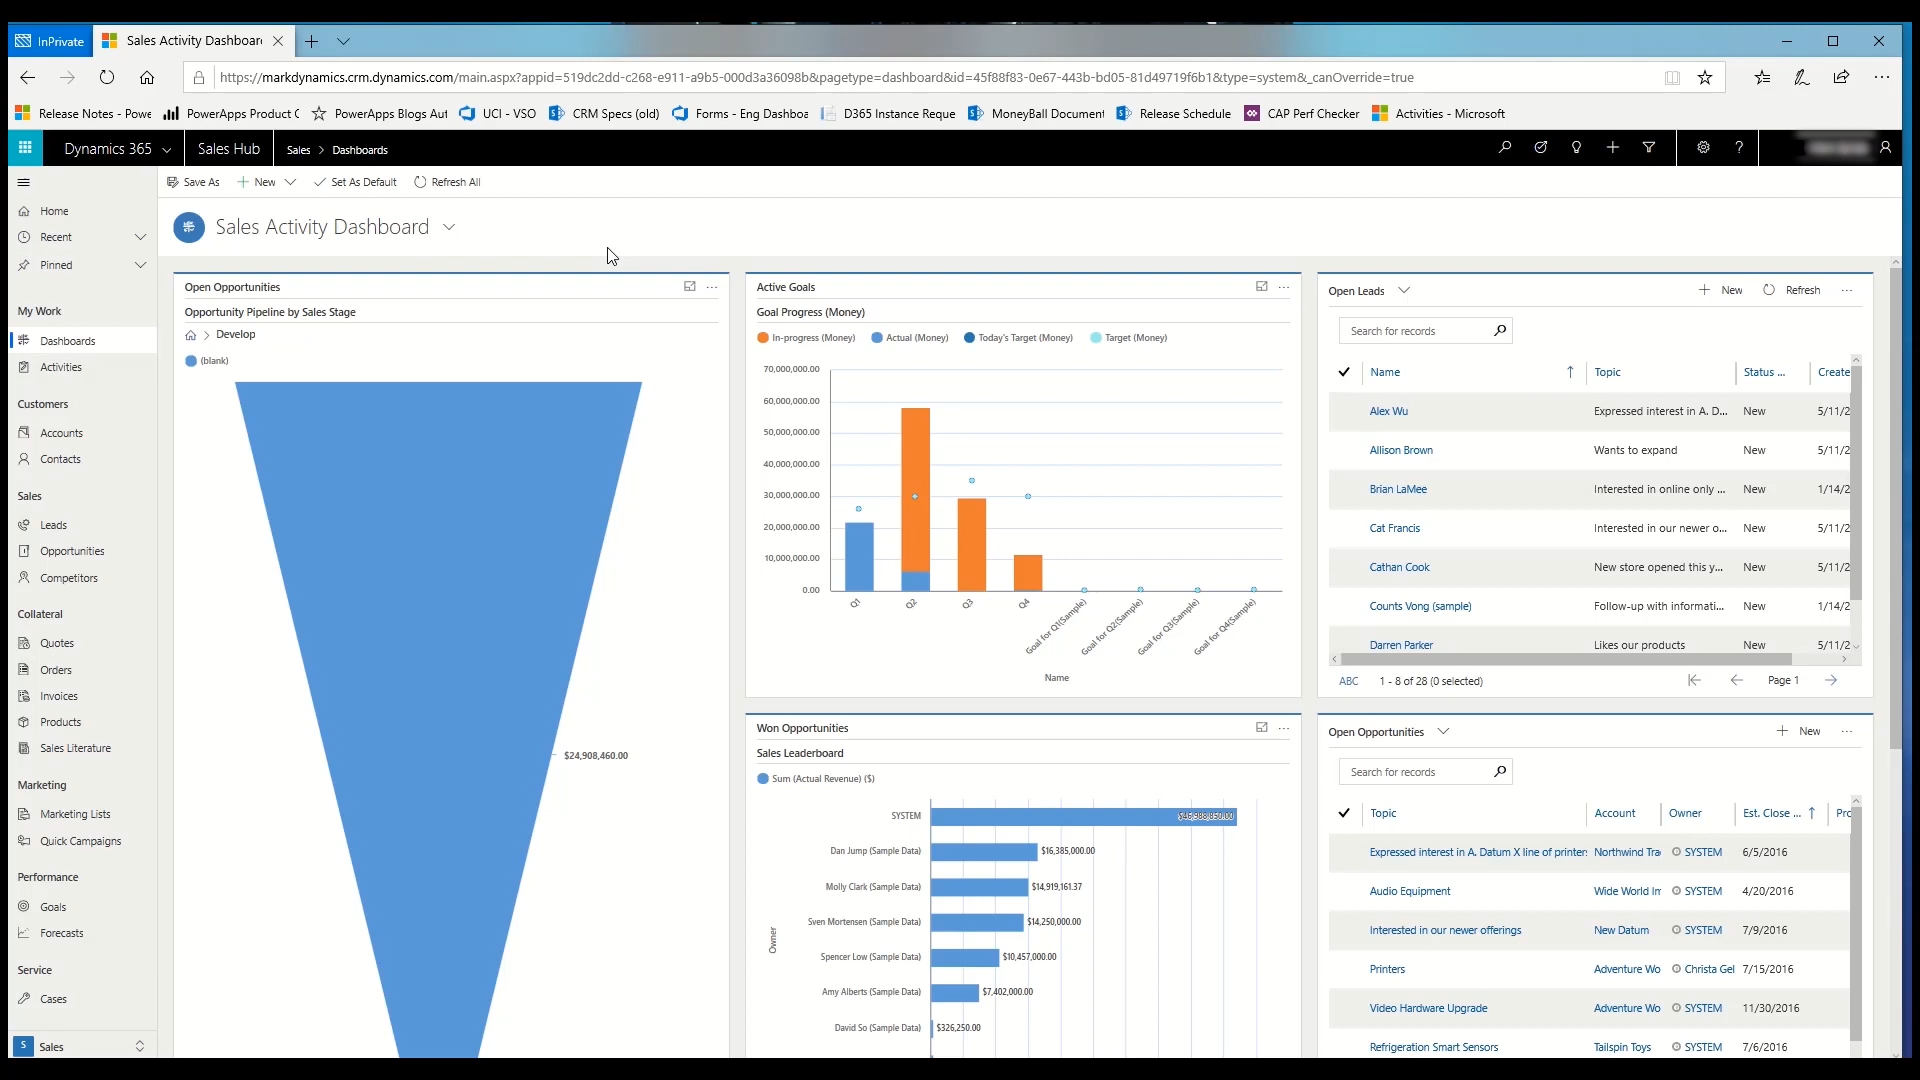 InPrivate
Sales Activity Dashboar
https://markdynamics.crm.dynamics.com/main.aspx?appid=519dc2dd-c268-e911-a9b5-000d3a36098b&pagetype=dashboard&id=45f88f83-0e67-443b-bd05-81d49719f6b1&type=system&_canOverride=true
Release Notes - Powe
PowerApps Product C
PowerApps Blogs Aut
UCI - VSO
CRM Specs (old)
Forms - Eng Dashboa
D365 Instance Reque
MoneyBall Document
Release Schedule
CAP Perf Checker
Activities - Microsoft
Dynamics 365
Sales Hub
Sales > Dashboards
Save As
New
Set As Default
Refresh All
Home
Recent
Pinned
My Work
Dashboards
Activities
Customers
Accounts
Contacts
Sales
Leads
Opportunities
Competitors
Collateral
Quotes
Orders
Invoices
Products
Sales Literature
Marketing
Marketing Lists
Quick Campaigns
Performance
Goals
Forecasts
Service
Cases
S Sales
Sales Activity Dashboard
Open Opportunities
Opportunity Pipeline by Sales Stage
> Develop
(blank)
$24,908,460.00
Active Goals
Goal Progress (Money)
In-progress (Money) Actual (Money) Today's Target (Money) Target (Money)
70,000,000.00
60,000,000.00
50,000,000.00
40,000,000.00
30,000,000.00
20,000,000.00
10,000,000.00
0.00
Q1
Q2
Q3
Q4
Goal for Q1(Sample)
Goal for Q2(Sample)
Goal for Q3(Sample)
Goal for Q4(Sample)
Name
Won Opportunities
Sales Leaderboard
Sum (Actual Revenue) ($)
Owner
SYSTEM
Dan Jump (Sample Data) $16,385,000.00
Molly Clark (Sample Data) $14,919,161.37
Sven Mortensen (Sample Data) $14,250,000.00
Spencer Low (Sample Data) $10,457,000.00
Amy Alberts (Sample Data) $7,402,000.00
David So (Sample Data) $326,250.00
Open Leads
New
Refresh
Search for records
Name Topic Status ... Create
Alex Wu Expressed interest in A. D... New 5/11/2
Allison Brown Wants to expand New 5/11/2
Brian LaMee Interested in online only ... New 1/14/2
Cat Francis Interested in our newer o... New 5/11/2
Cathan Cook New store opened this y... New 5/11/2
Counts Vong (sample) Follow-up with informati... New 1/14/2
Darren Parker Likes our products New 5/11/2
ABC 1 - 8 of 28 (0 selected) Page 1
Open Opportunities
New
Search for records
Topic Account Owner Est. Close ... Pro
Expressed interest in A. Datum X line of printers Northwind Tra SYSTEM 6/5/2016
Audio Equipment Wide World Im SYSTEM 4/20/2016
Interested in our newer offerings New Datum SYSTEM 7/9/2016
Printers Adventure Wo Christa Gel 7/15/2016
Video Hardware Upgrade Adventure Wo SYSTEM 11/30/2016
Refrigeration Smart Sensors Tailspin Toys SYSTEM 7/6/2016